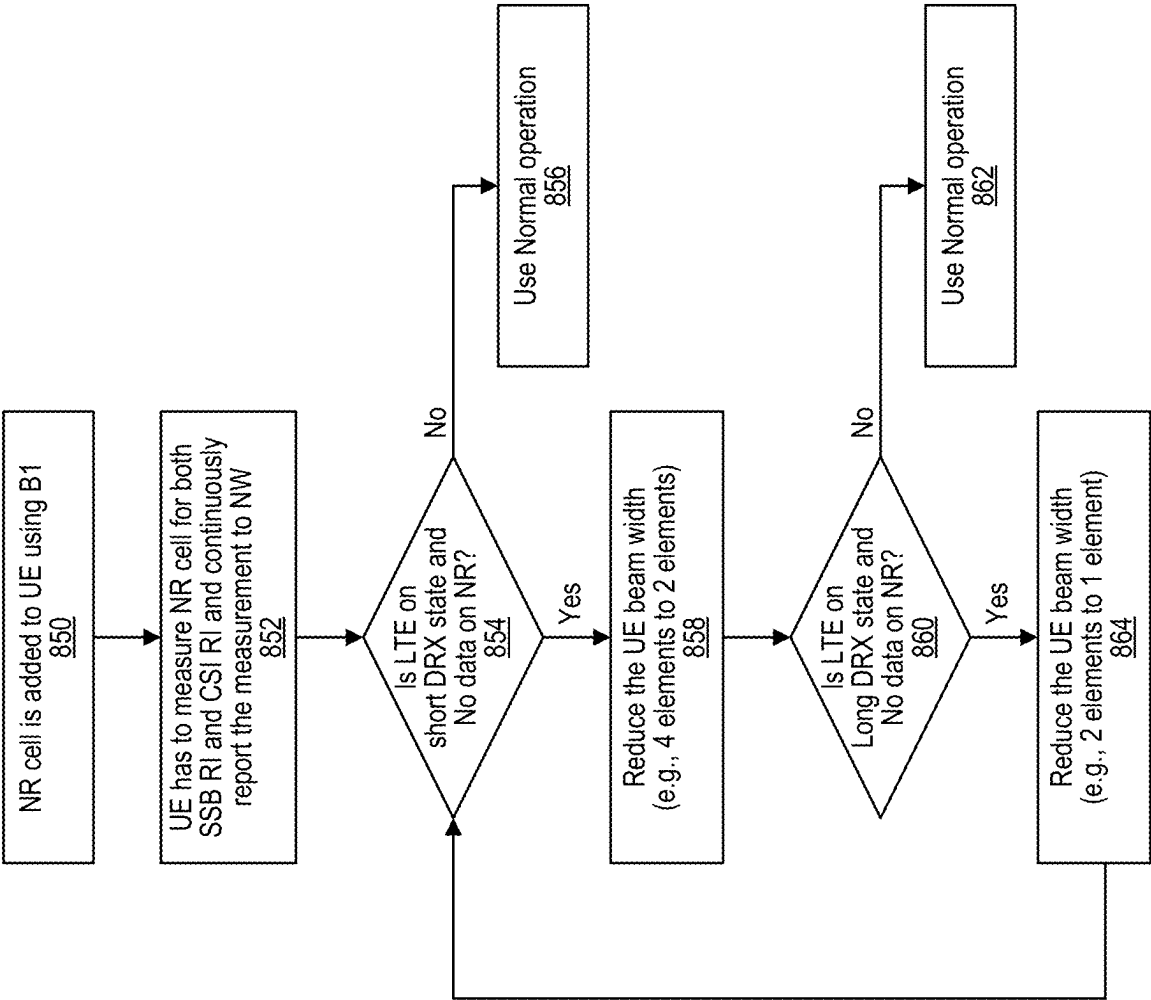 NR cell is added to UE using B1
850
UE has to measure NR cell for both
SSB RI and CSI RI and continuously
report the measurement to NW
852
Is LTE on
short DRX state and
No data on NR?
854
No
Use Normal operation
856
Yes
Reduce the UE beam width
(e.g., 4 elements to 2 elements)
858
Is LTE on
Long DRX state and
No data on NR?
860
No
Use Normal operation
862
Yes
Reduce the UE beam width
(e.g., 2 elements to 1 element)
864